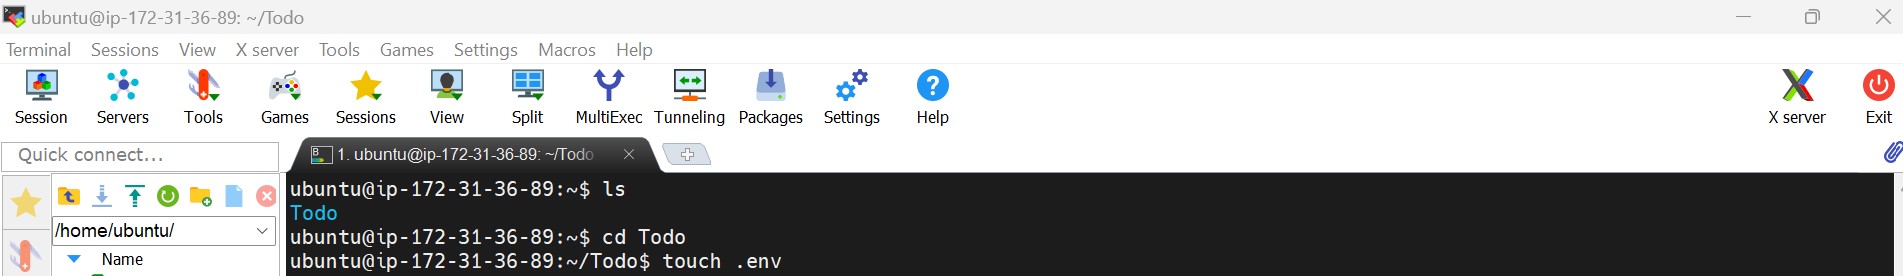 ubuntu@ip-172-31-36-89: ~/Todo
Terminal Sessions View X server Tools Games Settings Macros Help
Session Servers Tools Games Sessions View Split MultiExec Tunneling Packages Settings Help X server Exit
Quick connect...
1. ubuntu@ip-172-31-36-89: ~/Todo
/home/ubuntu/
Name
ubuntu@ip-172-31-36-89:~$ ls
Todo
ubuntu@ip-172-31-36-89:~$ cd Todo
ubuntu@ip-172-31-36-89:~/Todo$ touch .env